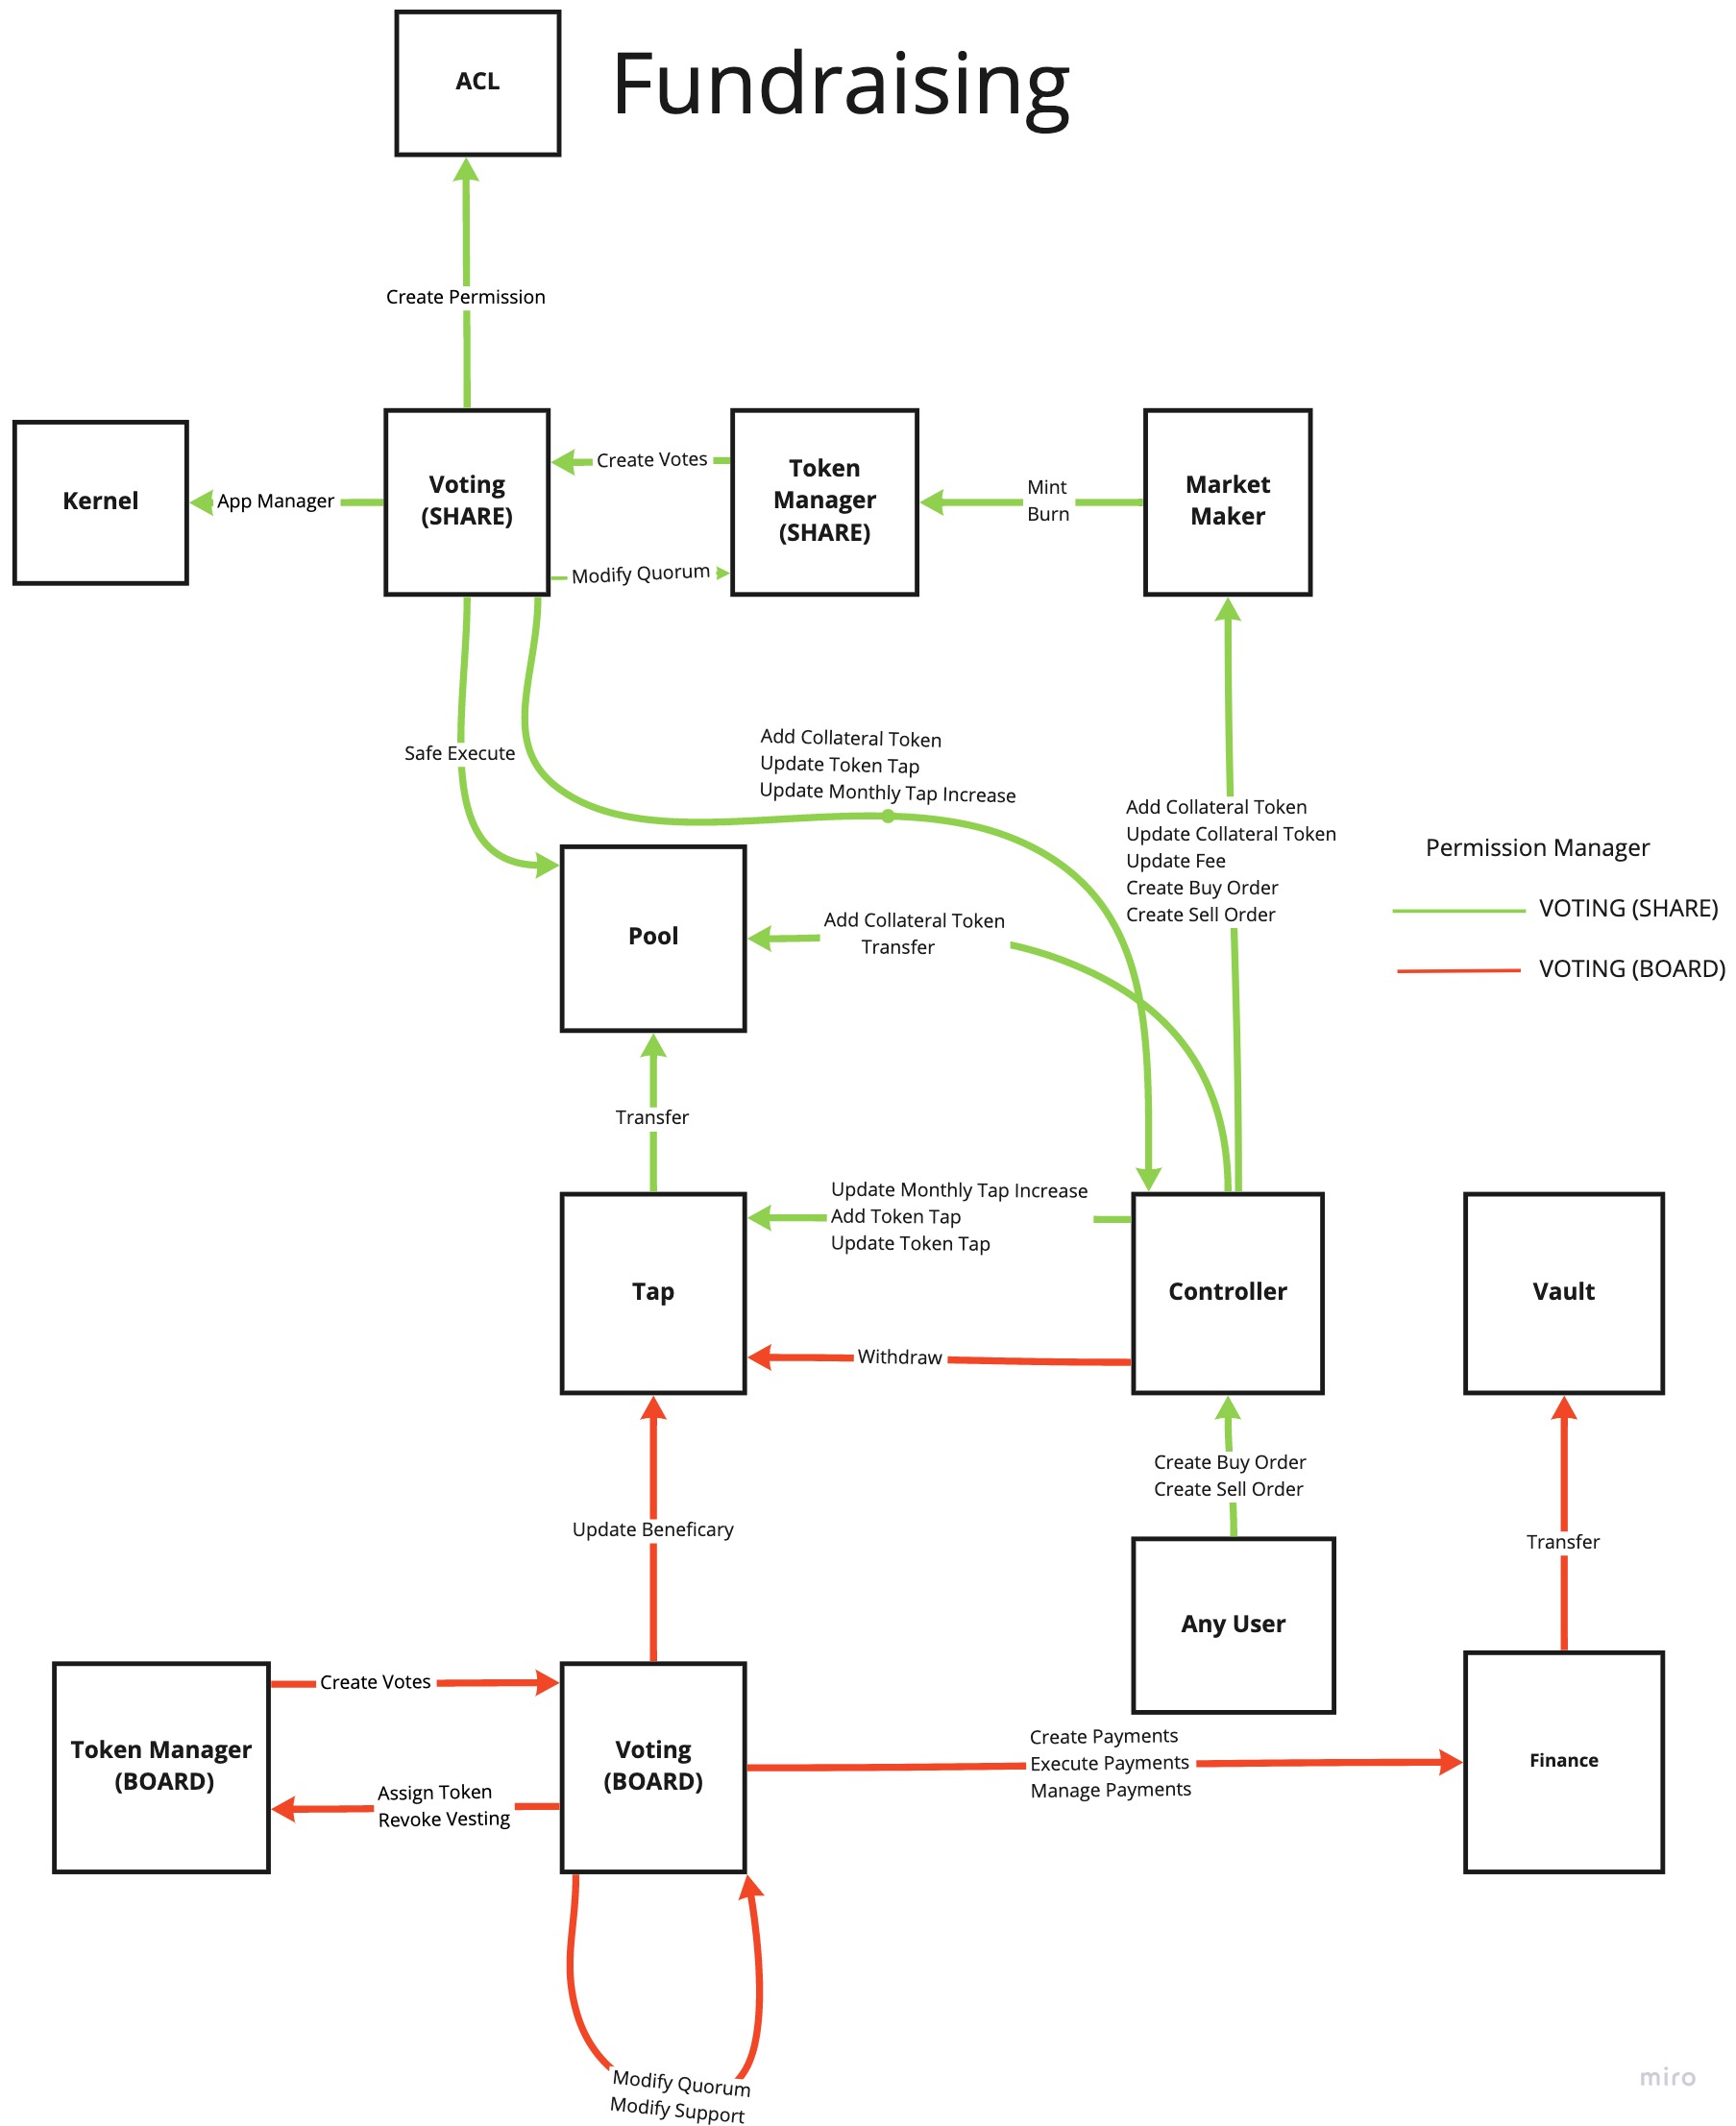 Fundraising
ACL
Create Permission
Kernel
App Manager
Voting
(SHARE)
Create Votes
Modify Quorum
Token
Manager
(SHARE)
Mint
Burn
Market
Maker
Safe Execute
Add Collateral Token
Update Token Tap
Update Monthly Tap Increase
Add Collateral Token
Update Collateral Token
Update Fee
Create Buy Order
Create Sell Order
Permission Manager
VOTING (SHARE)
VOTING (BOARD)
Pool
Add Collateral Token
Transfer
Transfer
Update Monthly Tap Increase
Add Token Tap
Update Token Tap
Tap
Controller
Vault
Withdraw
Create Buy Order
Create Sell Order
Update Beneficary
Transfer
Any User
Create Votes
Token Manager
(BOARD)
Voting
(BOARD)
Create Payments
Execute Payments
Manage Payments
Finance
Assign Token
Revoke Vesting
Modify Quorum
Modify Support
miro